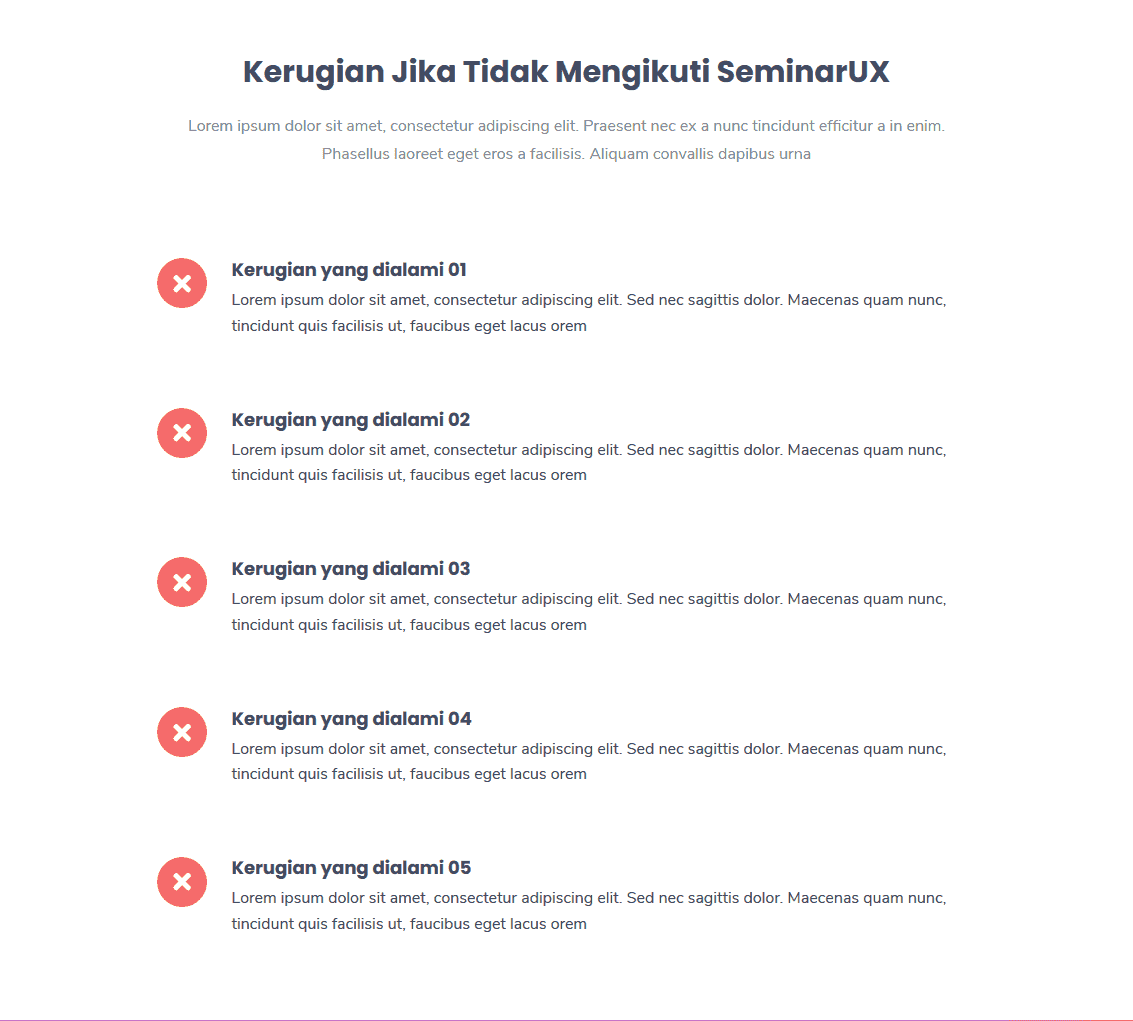 Kerugian Jika Tidak Mengikuti SeminarUX
Lorem ipsum dolor sit amet, consectetur adipiscing elit. Praesent nec ex a nunc tincidunt efficitur a in enim.
Phasellus laoreet eget eros a facilisis. Aliquam convallis dapibus urna
Kerugian yang dialami 01
Lorem ipsum dolor sit amet, consectetur adipiscing elit. Sed nec sagittis dolor. Maecenas quam nunc,
tincidunt quis facilisis ut, faucibus eget lacus orem
Kerugian yang dialami 02
Lorem ipsum dolor sit amet, consectetur adipiscing elit. Sed nec sagittis dolor. Maecenas quam nunc,
tincidunt quis facilisis ut, faucibus eget lacus orem
Kerugian yang dialami 03
Lorem ipsum dolor sit amet, consectetur adipiscing elit. Sed nec sagittis dolor. Maecenas quam nunc,
tincidunt quis facilisis ut, faucibus eget lacus orem
Kerugian yang dialami 04
Lorem ipsum dolor sit amet, consectetur adipiscing elit. Sed nec sagittis dolor. Maecenas quam nunc,
tincidunt quis facilisis ut, faucibus eget lacus orem
Kerugian yang dialami 05
Lorem ipsum dolor sit amet, consectetur adipiscing elit. Sed nec sagittis dolor. Maecenas quam nunc,
tincidunt quis facilisis ut, faucibus eget lacus orem